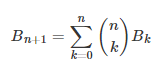 $$B_{n+1} = \sum_{k=0}^{n} \binom{n}{k} B_k$$